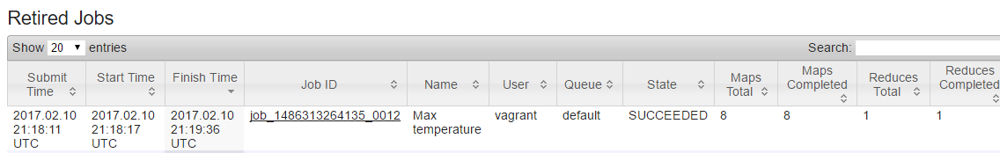 Retired Jobs
Show 20 entries Search:
Submit Time Start Time Finish Time Job ID Name User Queue State Maps Total Maps Completed Reduces Total Reduces Completed
2017.02.10 2017.02.10 2017.02.10 job_1486313264135_0012 Max vagrant default SUCCEEDED 8 8 1 1
21:18:11 21:18:17 21:19:36 temperature
UTC UTC UTC